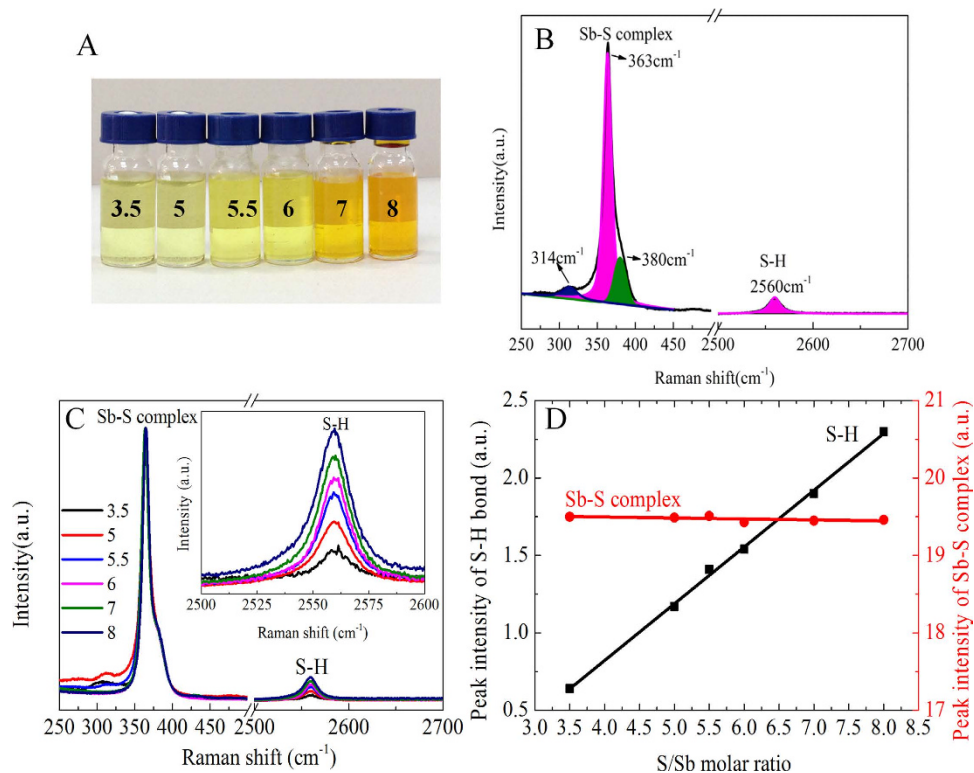 A
3.5 5 5.5 6 7 8
B
Sb-S complex
363cm⁻¹
314cm⁻¹
380cm⁻¹
S-H
2560cm⁻¹
Intensity(a.u.)
250 300 350 400 450 2500 2600 2700
Raman shift(cm⁻¹)
C
Sb-S complex
S-H
Intensity (a.u.)
2500 2525 2550 2575 2600
Raman shift (cm⁻¹)
3.5
5
5.5
6
7
8
S-H
Intensity(a.u.)
250 300 350 400 450 2600 2700
Raman shift (cm⁻¹)
D
S-H
Sb-S complex
Peak intensity of S-H bond (a.u.)
2.5
2.0
1.5
1.0
0.5
Peak intensity of Sb-S complex (a.u.)
21
20
19
18
17
3.0 3.5 4.0 4.5 5.0 5.5 6.0 6.5 7.0 7.5 8.0 8.5
S/Sb molar ratio